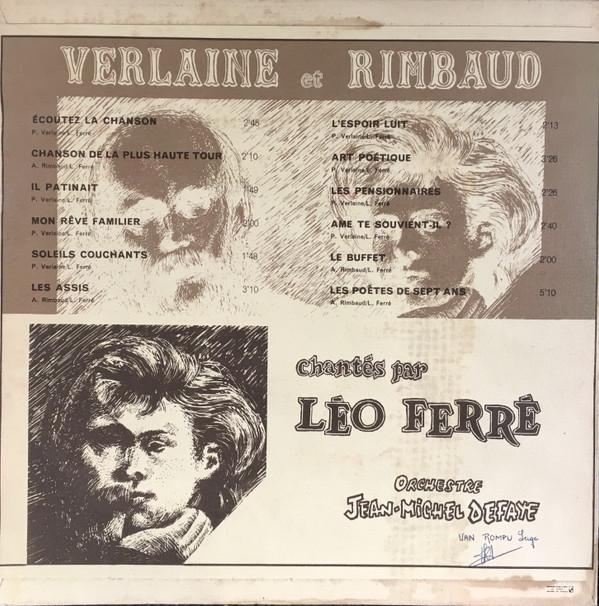 VERLAINE et RIMBAUD
ÉCOUTEZ LA CHANSON 2'45
P. Verlaine/L. Ferré
CHANSON DE LA PLUS HAUTE TOUR 2'10
A. Rimbaud/L. Ferré
IL PATINAIT 1'49
P. Verlaine/L. Ferré
MON RÊVE FAMILIER 2'00
P. Verlaine/L. Ferré
SOLEILS COUCHANTS 1'48
P. Verlaine/L. Ferré
LES ASSIS 3'10
A. Rimbaud/L. Ferré
L'ESPOIR LUIT 2'13
P. Verlaine/L. Ferré
ART POÉTIQUE 3'26
P. Verlaine/L. Ferré
LES PENSIONNAIRES 2'26
P. Verlaine/L. Ferré
AME TE SOUVIENT-IL ? 2'40
P. Verlaine/L. Ferré
LE BUFFET 2'00
A. Rimbaud/L. Ferré
LES POÈTES DE SEPT ANS 5'10
A. Rimbaud/L. Ferré
chantés par
LÉO FERRÉ
ORCHESTRE
JEAN-MICHEL DEFAYE
VAN ROMPU